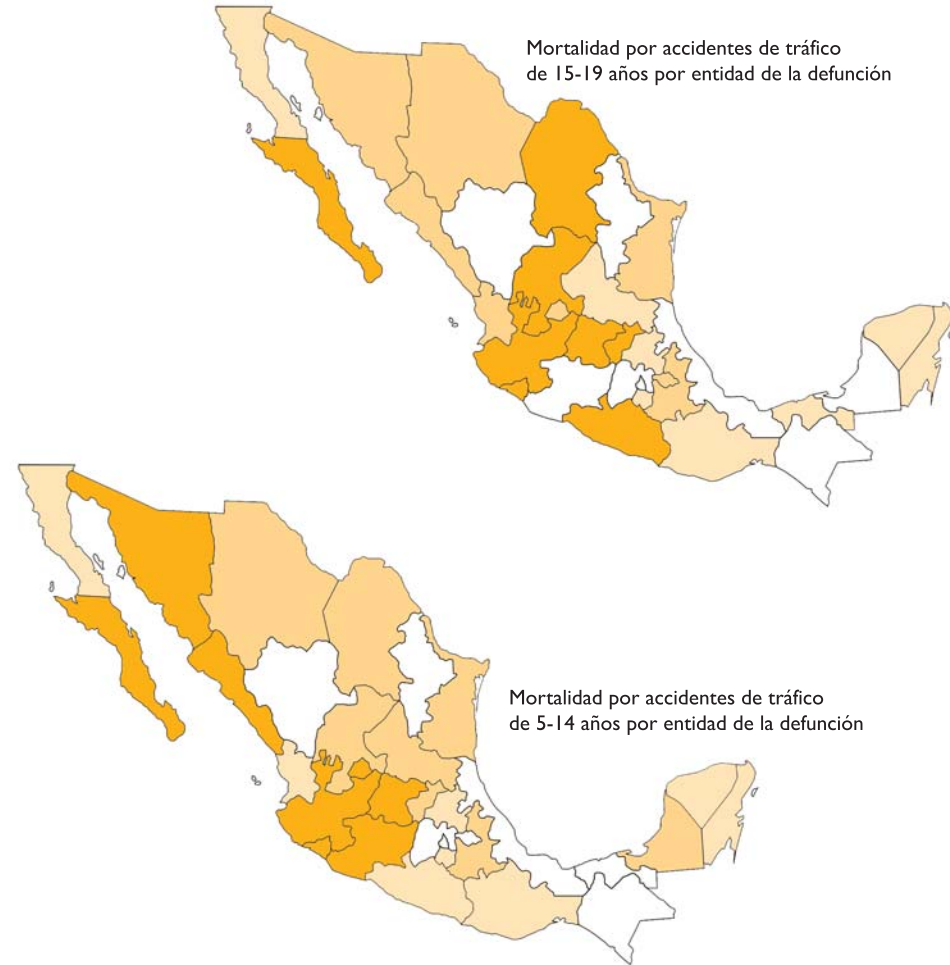 Mortalidad por accidentes de tráfico
de 15-19 años por entidad de la defunción
Mortalidad por accidentes de tráfico
de 5-14 años por entidad de la defunción